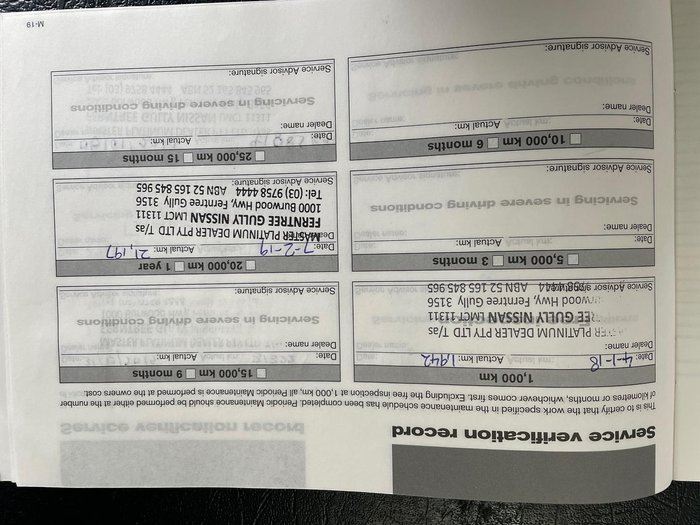 Service verification record
This is to certify that the work specified in the maintenance schedule has been completed. Periodic Maintenance should be performed either at the number
of kilometres or months, whichever comes first. Excluding the free inspection at 1,000 km, all Periodic Maintenance is performed at the owners cost.
1,000 km
Date: 4-1-18 Actual km: 1942
Dealer name:
PLATINUM DEALER PTY LTD T/as
GULLY NISSAN LMCT 11311
wood Hwy, Ferntree Gully 3156
9758 4444 ABN 52 165 843 965
Service Advisor signature:
5,000 km 3 months
Date: Actual km:
Dealer name:
Servicing in severe driving conditions
Service Advisor signature:
10,000 km 6 months
Date: Actual km:
Dealer name:
Servicing in severe driving conditions
Service Advisor signature:
15,000 km 9 months
Date: Actual km:
Dealer name:
Servicing in severe driving conditions
Service Advisor signature:
20,000 km 1 year
Date: 7-2-19 Actual km: 21,197
Dealer name:
MASTER PLATINUM DEALER PTY LTD T/as
FERNTREE GULLY NISSAN LMCT 11311
1000 Burwood Hwy, Ferntree Gully 3156
Tel: (03) 9758 4444 ABN 52 165 843 965
Service Advisor signature:
25,000 km 15 months
Date: Actual km:
Dealer name:
Servicing in severe driving conditions
Service Advisor signature:
M-19